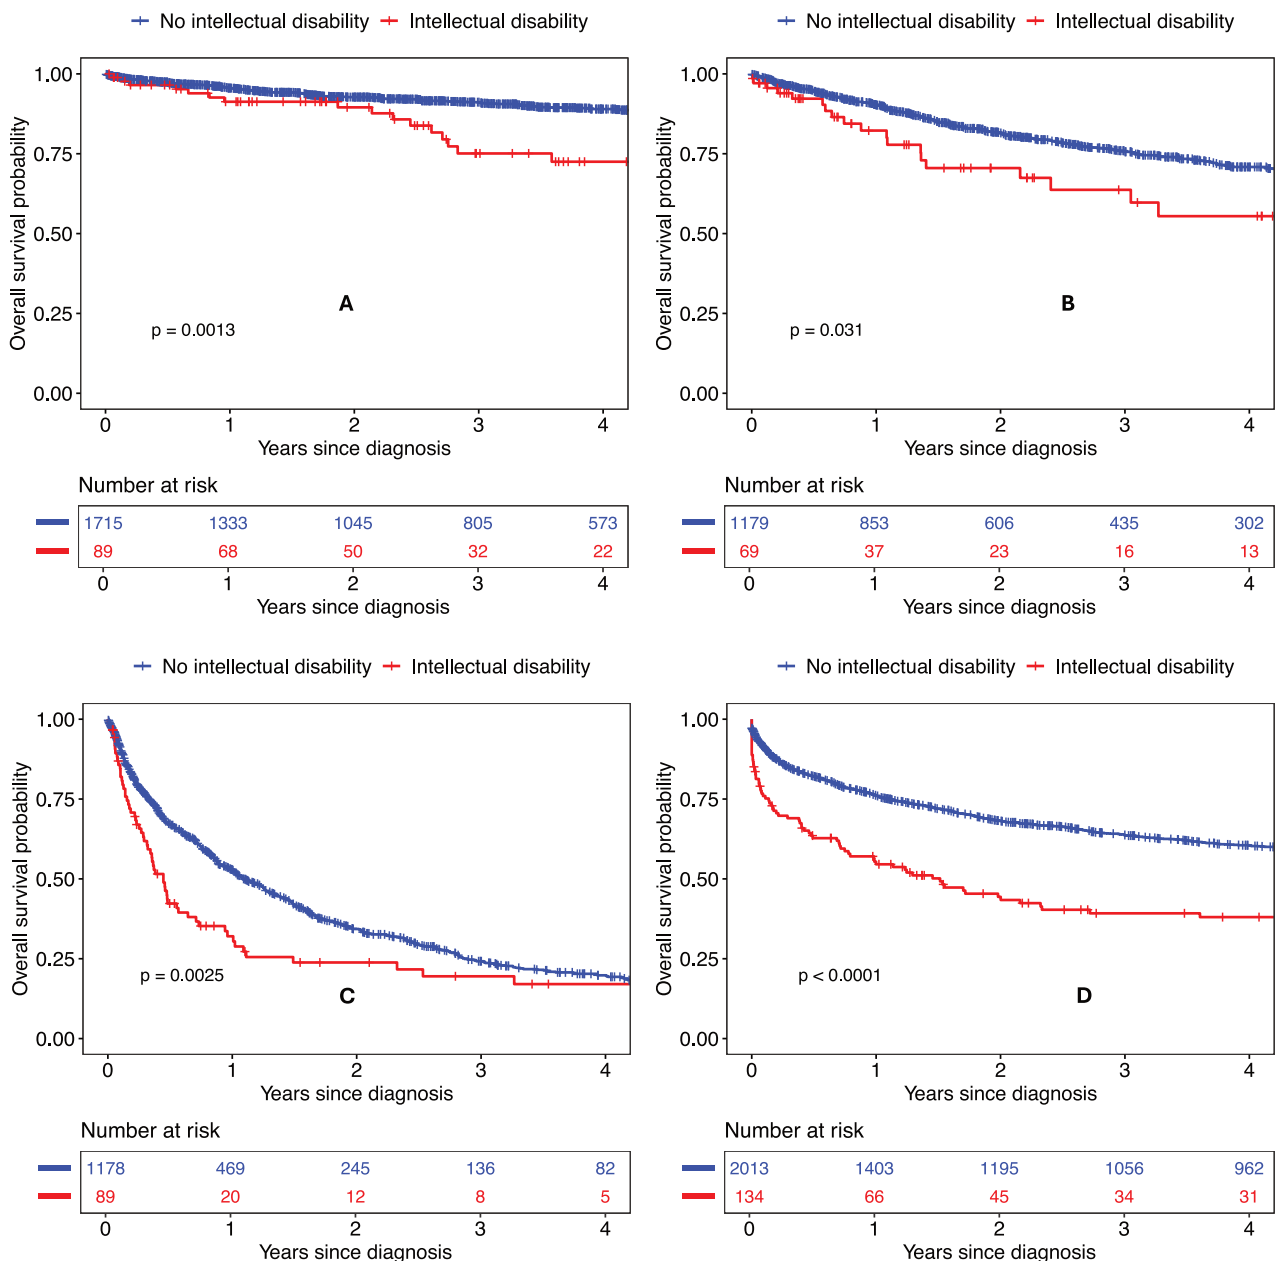 No intellectual disability Intellectual disability
1.00
0.75
0.50
0.25
0.00
Overall survival probability
A
p = 0.0013
0 1 2 3 4
Years since diagnosis
Number at risk
1715 1333 1045 805 573
89 68 50 32 22
0 1 2 3 4
Years since diagnosis
No intellectual disability Intellectual disability
1.00
0.75
0.50
0.25
0.00
Overall survival probability
B
p = 0.031
0 1 2 3 4
Years since diagnosis
Number at risk
1179 853 606 435 302
69 37 23 16 13
0 1 2 3 4
Years since diagnosis
No intellectual disability Intellectual disability
1.00
0.75
0.50
0.25
0.00
Overall survival probability
p = 0.0025
C
0 1 2 3 4
Years since diagnosis
Number at risk
1178 469 245 136 82
89 20 12 8 5
0 1 2 3 4
Years since diagnosis
No intellectual disability Intellectual disability
1.00
0.75
0.50
0.25
0.00
Overall survival probability
p < 0.0001
D
0 1 2 3 4
Years since diagnosis
Number at risk
2013 1403 1195 1056 962
134 66 45 34 31
0 1 2 3 4
Years since diagnosis